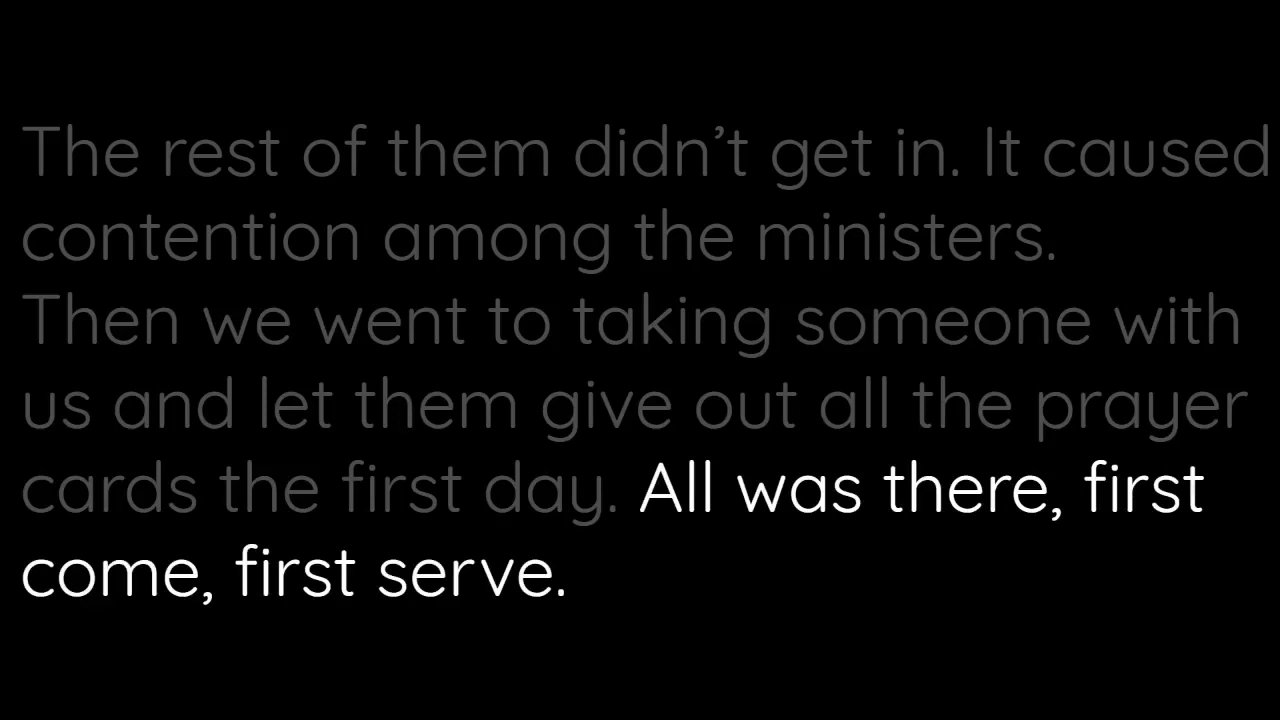 The rest of them didn’t get in. It caused
contention among the ministers.
Then we went to taking someone with
us and let them give out all the prayer
cards the first day. All was there, first
come, first serve.